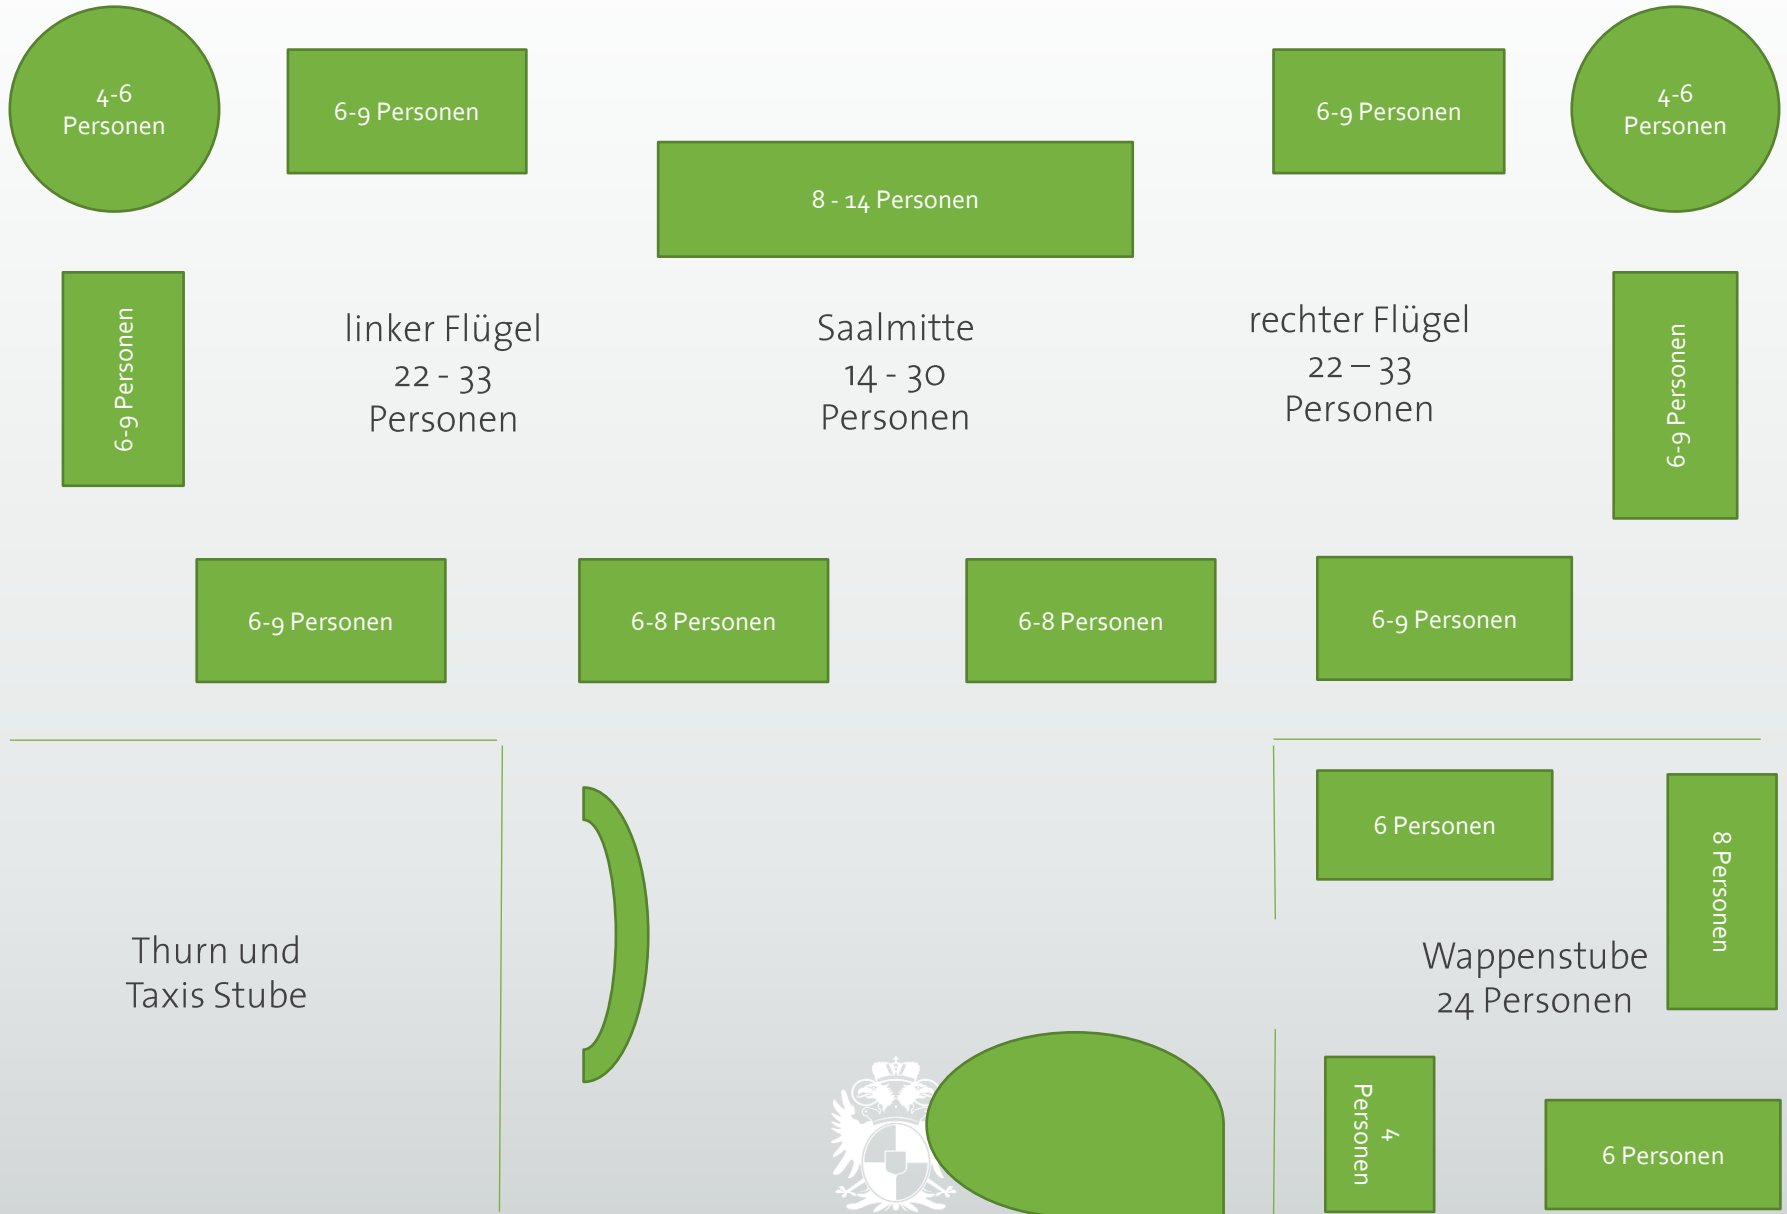 4-6
Personen
6-9 Personen
8 - 14 Personen
6-9 Personen
4-6
Personen
6-9 Personen
linker Flügel
22 - 33
Personen
Saalmitte
14 - 30
Personen
rechter Flügel
22 – 33
Personen
6-9 Personen
6-9 Personen
6-8 Personen
6-8 Personen
6-9 Personen
Thurn und
Taxis Stube
6 Personen
8 Personen
Wappenstube
24 Personen
4
Personen
6 Personen